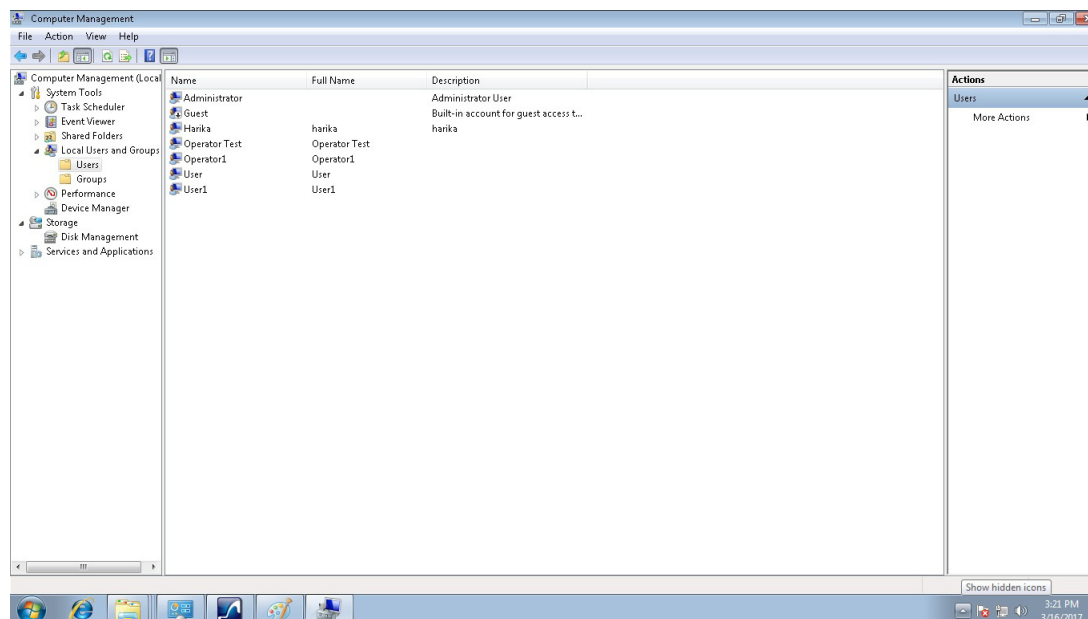 Computer Management
File Action View Help
Computer Management (Local
System Tools
Task Scheduler
Event Viewer
Shared Folders
Local Users and Groups
Users
Groups
Performance
Device Manager
Storage
Disk Management
Services and Applications
Name Full Name Description
Administrator Administrator User
Guest Built-in account for guest access t...
Harika harika harika
Operator Test Operator Test
Operator1 Operator1
User User
User1 User1
Actions
Users
More Actions
Show hidden icons
3:21 PM
3/16/2017